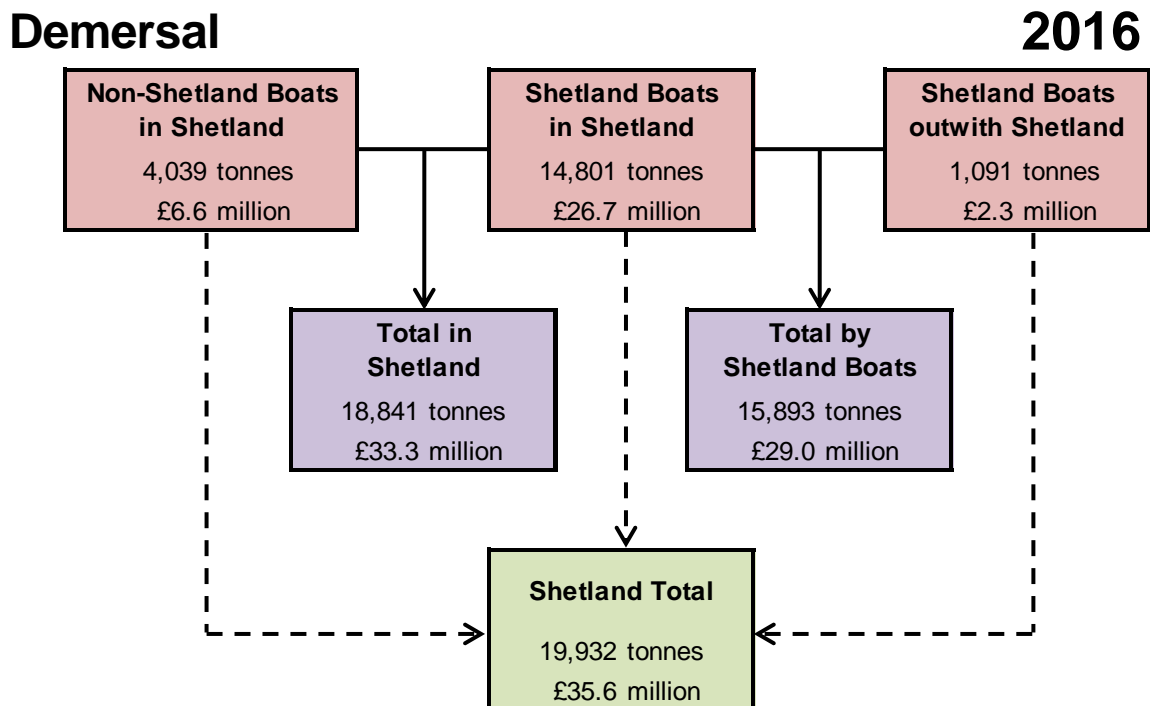 Demersal
2016
Non-Shetland Boats
in Shetland
4,039 tonnes
£6.6 million
Shetland Boats
in Shetland
14,801 tonnes
£26.7 million
Shetland Boats
outwith Shetland
1,091 tonnes
£2.3 million
Total in
Shetland
18,841 tonnes
£33.3 million
Total by
Shetland Boats
15,893 tonnes
£29.0 million
Shetland Total
19,932 tonnes
£35.6 million